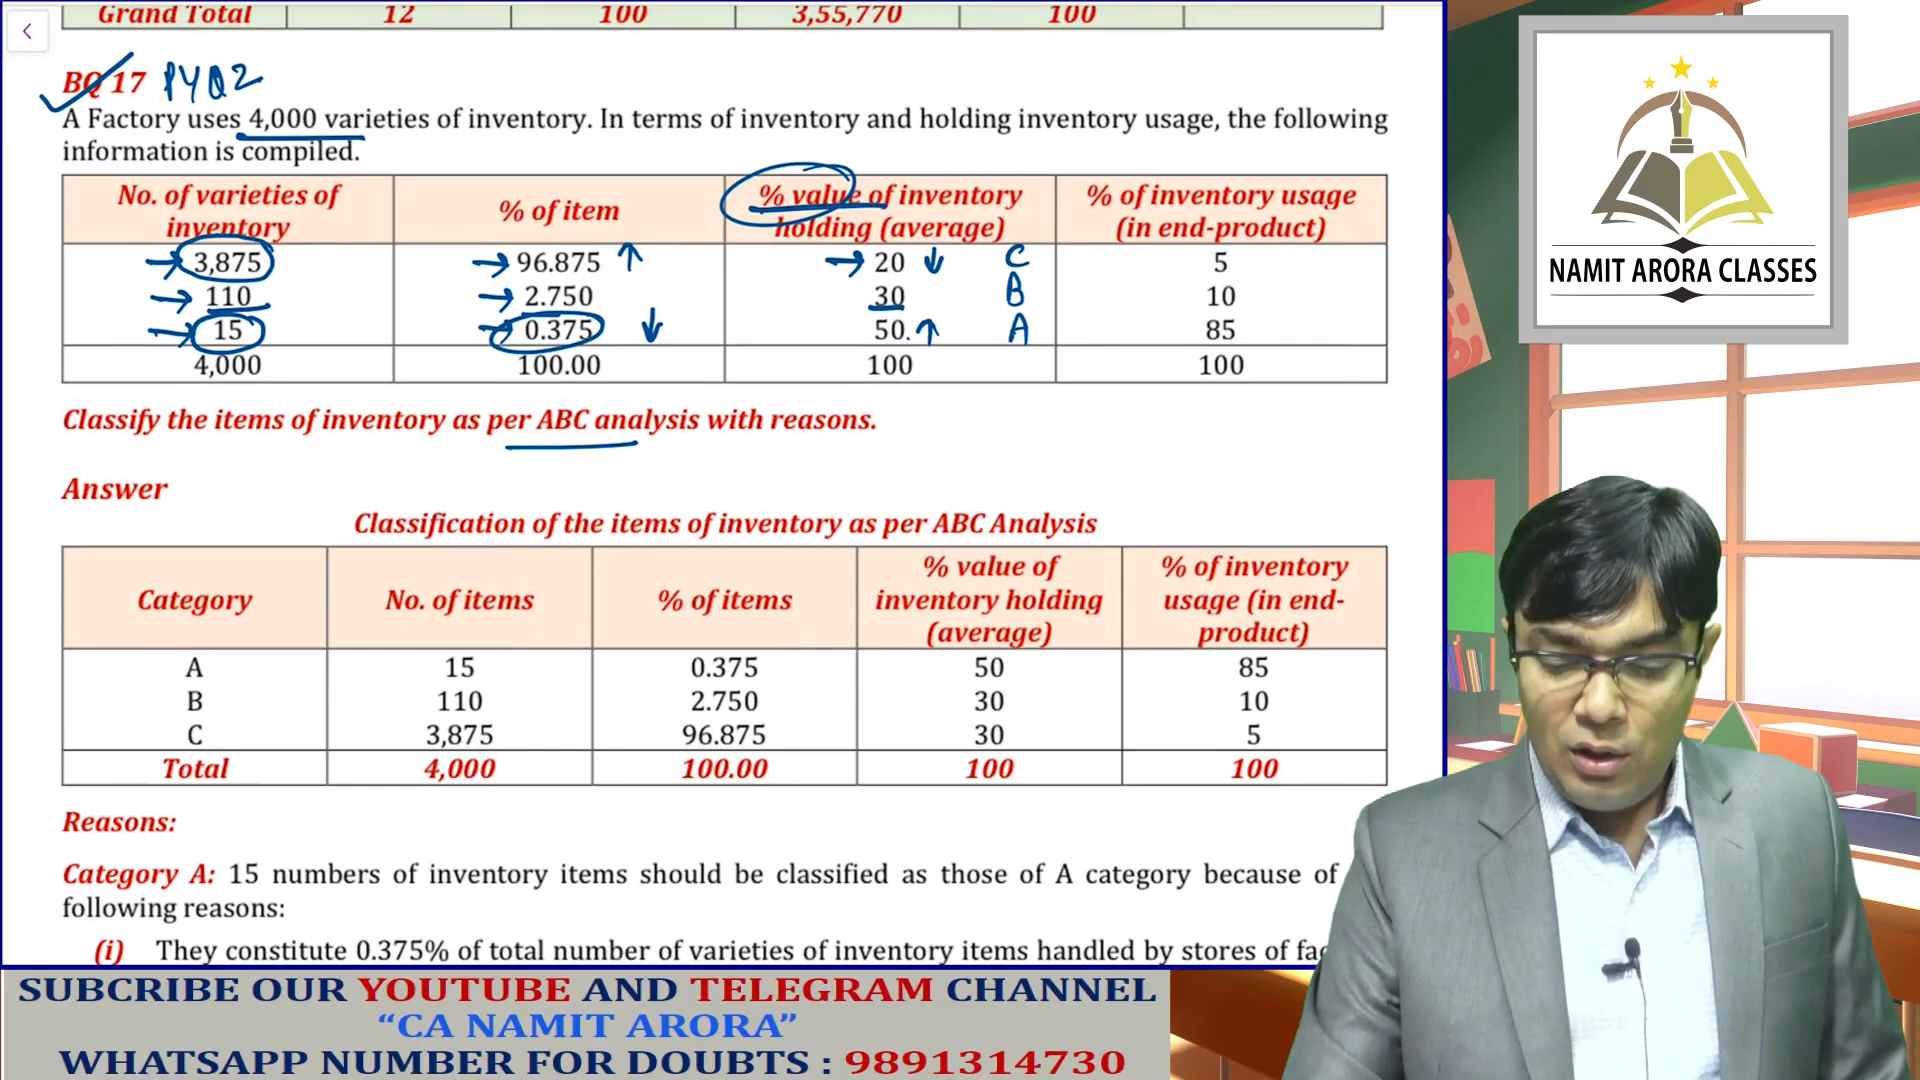 Grand Total 12 100 3,55,770 100
BQ 17 PYQ2
A Factory uses 4,000 varieties of inventory. In terms of inventory and holding inventory usage, the following
information is compiled.
No. of varieties of inventory % of item % value of inventory holding (average) % of inventory usage (in end-product)
3,875 96.875 20 C 5
110 2.750 30 B 10
15 0.375 50. A 85
4,000 100.00 100 100
Classify the items of inventory as per ABC analysis with reasons.
Answer
Classification of the items of inventory as per ABC Analysis
Category No. of items % of items % value of inventory holding (average) % of inventory usage (in end-product)
A 15 0.375 50 85
B 110 2.750 30 10
C 3,875 96.875 30 5
Total 4,000 100.00 100 100
Reasons:
Category A: 15 numbers of inventory items should be classified as those of A category because of
following reasons:
(i) They constitute 0.375% of total number of varieties of inventory items handled by stores of
NAMIT ARORA CLASSES
SUBCRIBE OUR YOUTUBE AND TELEGRAM CHANNEL
“CA NAMIT ARORA”
WHATSAPP NUMBER FOR DOUBTS : 9891314730